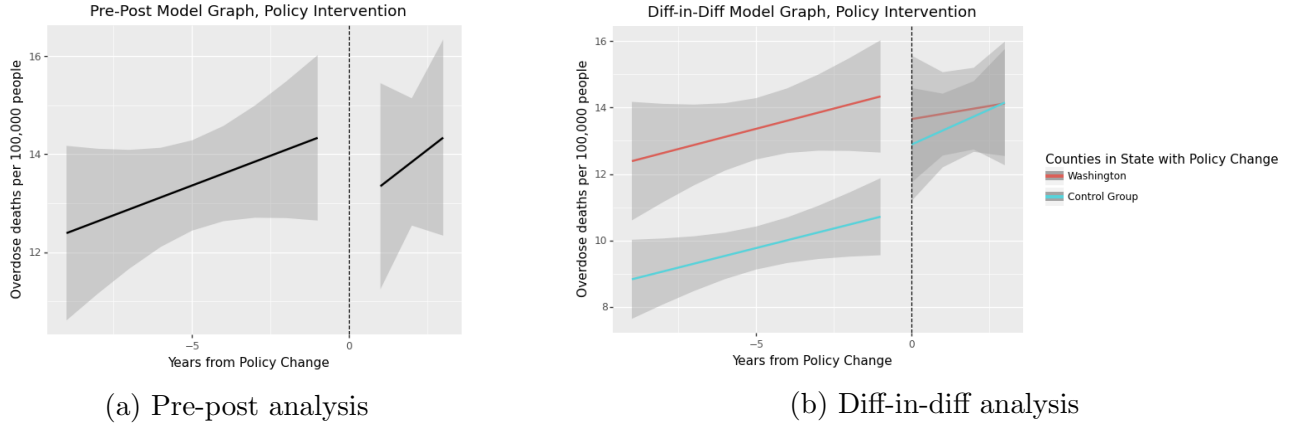 Pre-Post Model Graph, Policy Intervention
16
14
12
Overdose deaths per 100,000 people
−5
0
Years from Policy Change
(a) Pre-post analysis
Diff-in-Diff Model Graph, Policy Intervention
16
14
12
10
8
Overdose deaths per 100,000 people
−5
0
Years from Policy Change
Counties in State with Policy Change
Washington
Control Group
(b) Diff-in-diff analysis